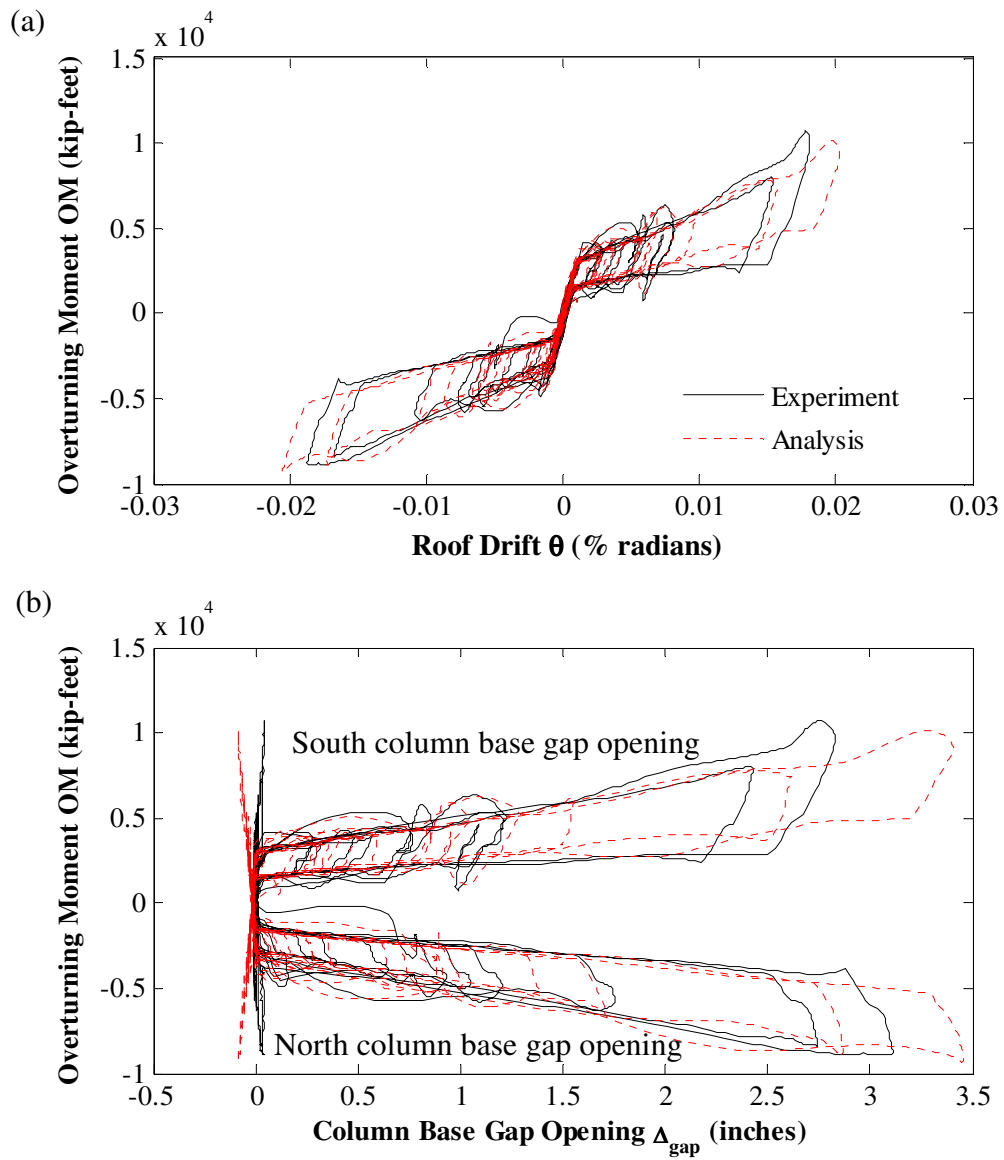 (a)
x 10^4
1.5
1
0.5
0
-0.5
-1
-0.03
-0.02
-0.01
0
0.01
0.02
0.03
Overturning Moment OM (kip-feet)
Experiment
Analysis
Roof Drift θ (% radians)
(b)
x 10^4
1.5
1
0.5
0
-0.5
-1
-0.5
0
0.5
1
1.5
2
2.5
3
3.5
Overturning Moment OM (kip-feet)
South column base gap opening
North column base gap opening
Column Base Gap Opening Δgap (inches)